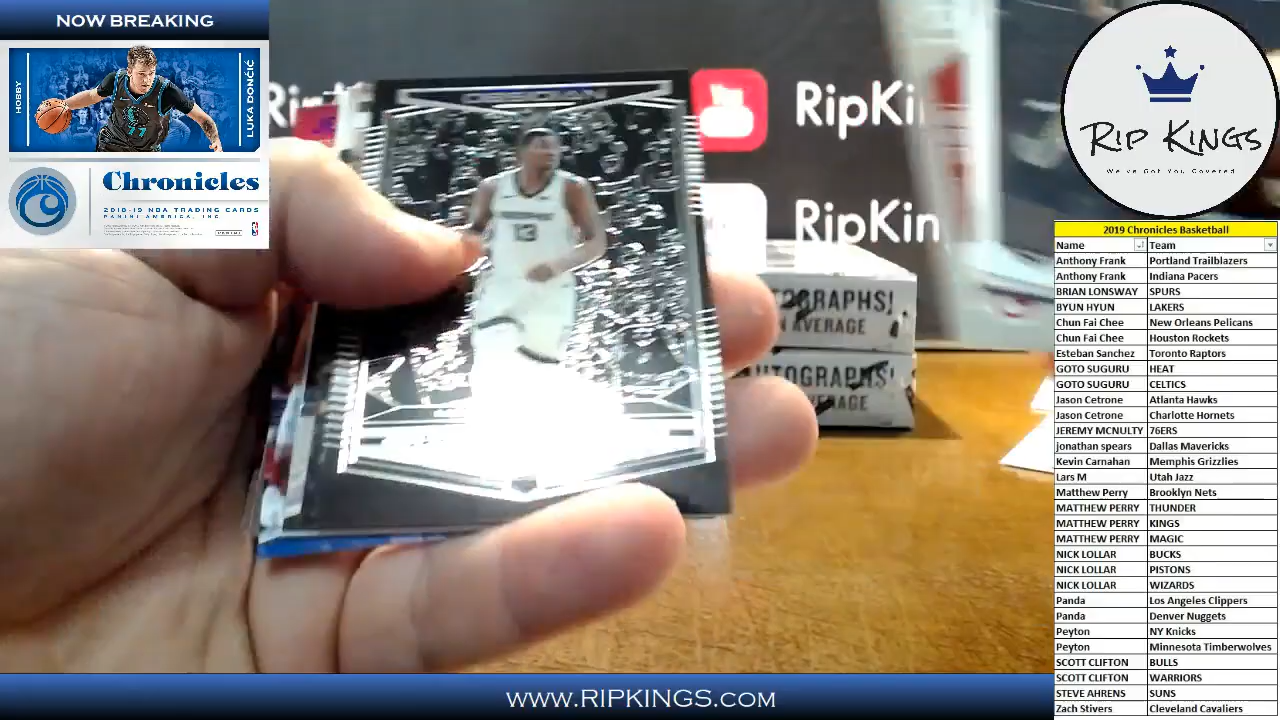 NOW BREAKING
HOBBY
LUKA DONČIĆ
Chronicles
2018-19 NBA TRADING CARDS
PANINI AMERICA, INC.
PANINI
OBSIDIAN
13
RipKi
RipKin
TOGRAPHS!
N AVERAGE
AUTOGRAPHS!
AVERAGE
RIP KINGS
We've Got You Covered
2019 Chronicles Basketball
Name Team
Anthony Frank Portland Trailblazers
Anthony Frank Indiana Pacers
BRIAN LONSWAY SPURS
BYUN HYUN LAKERS
Chun Fai Chee New Orleans Pelicans
Chun Fai Chee Houston Rockets
Esteban Sanchez Toronto Raptors
GOTO SUGURU HEAT
GOTO SUGURU CELTICS
Jason Cetrone Atlanta Hawks
Jason Cetrone Charlotte Hornets
JEREMY MCNULTY 76ERS
jonathan spears Dallas Mavericks
Kevin Carnahan Memphis Grizzlies
Lars M Utah Jazz
Matthew Perry Brooklyn Nets
MATTHEW PERRY THUNDER
MATTHEW PERRY KINGS
MATTHEW PERRY MAGIC
NICK LOLLAR BUCKS
NICK LOLLAR PISTONS
NICK LOLLAR WIZARDS
Panda Los Angeles Clippers
Panda Denver Nuggets
Peyton NY Knicks
Peyton Minnesota Timberwolves
SCOTT CLIFTON BULLS
SCOTT CLIFTON WARRIORS
STEVE AHRENS SUNS
Zach Stivers Cleveland Cavaliers
WWW.RIPKINGS.COM